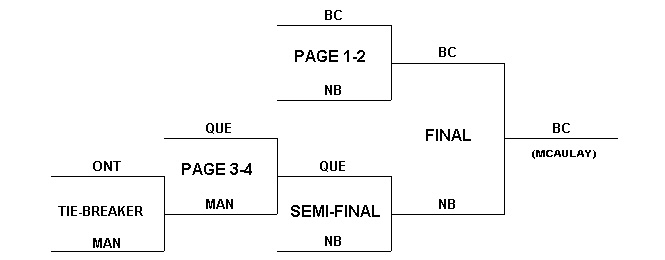 BC
PAGE 1-2
BC
NB
QUE
FINAL
BC
(MCAULAY)
ONT
PAGE 3-4
QUE
TIE-BREAKER
MAN
SEMI-FINAL
NB
MAN
NB